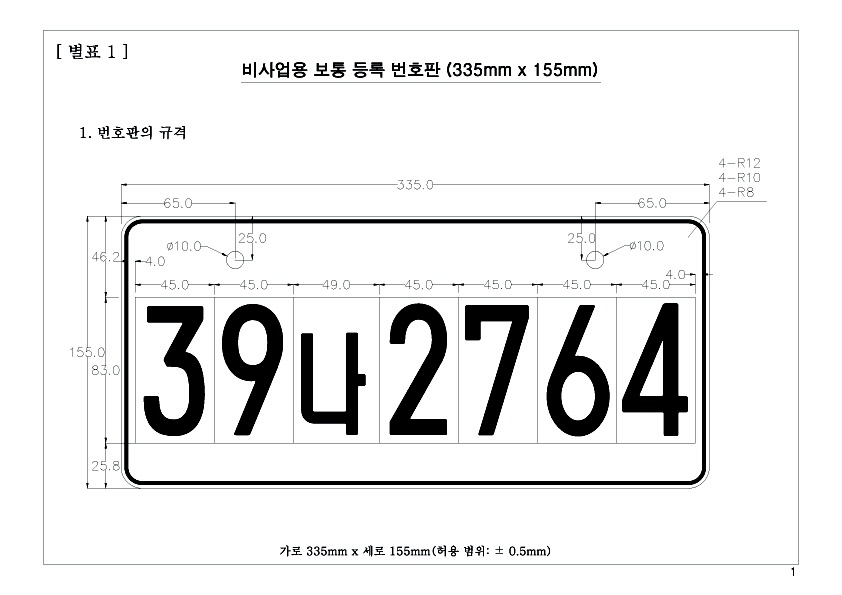 [ 별표 1 ]
비사업용 보통 등록 번호판 (335mm x 155mm)
1. 번호판의 규격
4-R12
4-R10
4-R8
335.0
65.0 65.0
25.0 25.0
ø10.0 ø10.0
46.2 4.0 4.0
45.0 45.0 49.0 45.0 45.0 45.0 45.0
39나2764
155.0
83.0
25.8
가로 335mm x 세로 155mm(허용 범위: ± 0.5mm)
1